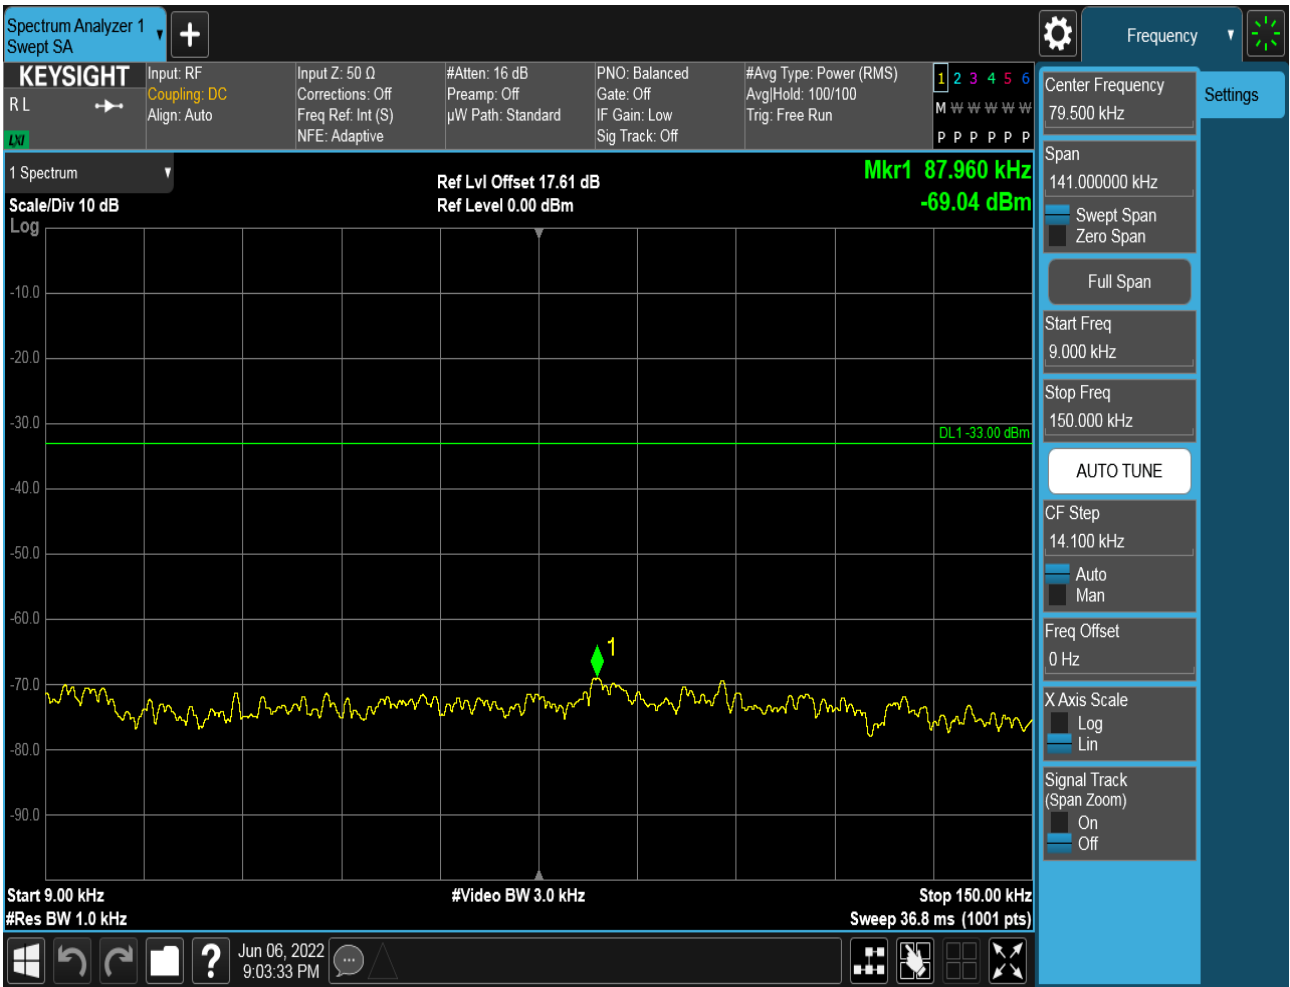 Spectrum Analyzer 1
Swept SA
Frequency
KEYSIGHT
R L
LXI
Input: RF
Coupling: DC
Align: Auto
Input Z: 50 Ω
Corrections: Off
Freq Ref: Int (S)
NFE: Adaptive
#Atten: 16 dB
Preamp: Off
µW Path: Standard
PNO: Balanced
Gate: Off
IF Gain: Low
Sig Track: Off
#Avg Type: Power (RMS)
Avg|Hold: 100/100
Trig: Free Run
1 2 3 4 5 6
M W W W W W
P P P P P P
1 Spectrum
Scale/Div 10 dB
Log
Ref Lvl Offset 17.61 dB
Ref Level 0.00 dBm
Mkr1 87.960 kHz
-69.04 dBm
-10.0
-20.0
-30.0
DL1 -33.00 dBm
-40.0
-50.0
-60.0
1
-70.0
-80.0
-90.0
Start 9.00 kHz
#Video BW 3.0 kHz
Stop 150.00 kHz
#Res BW 1.0 kHz
Sweep 36.8 ms (1001 pts)
?
Jun 06, 2022
9:03:33 PM
Center Frequency
79.500 kHz
Settings
Span
141.000000 kHz
Swept Span
Zero Span
Full Span
Start Freq
9.000 kHz
Stop Freq
150.000 kHz
AUTO TUNE
CF Step
14.100 kHz
Auto
Man
Freq Offset
0 Hz
X Axis Scale
Log
Lin
Signal Track
(Span Zoom)
On
Off